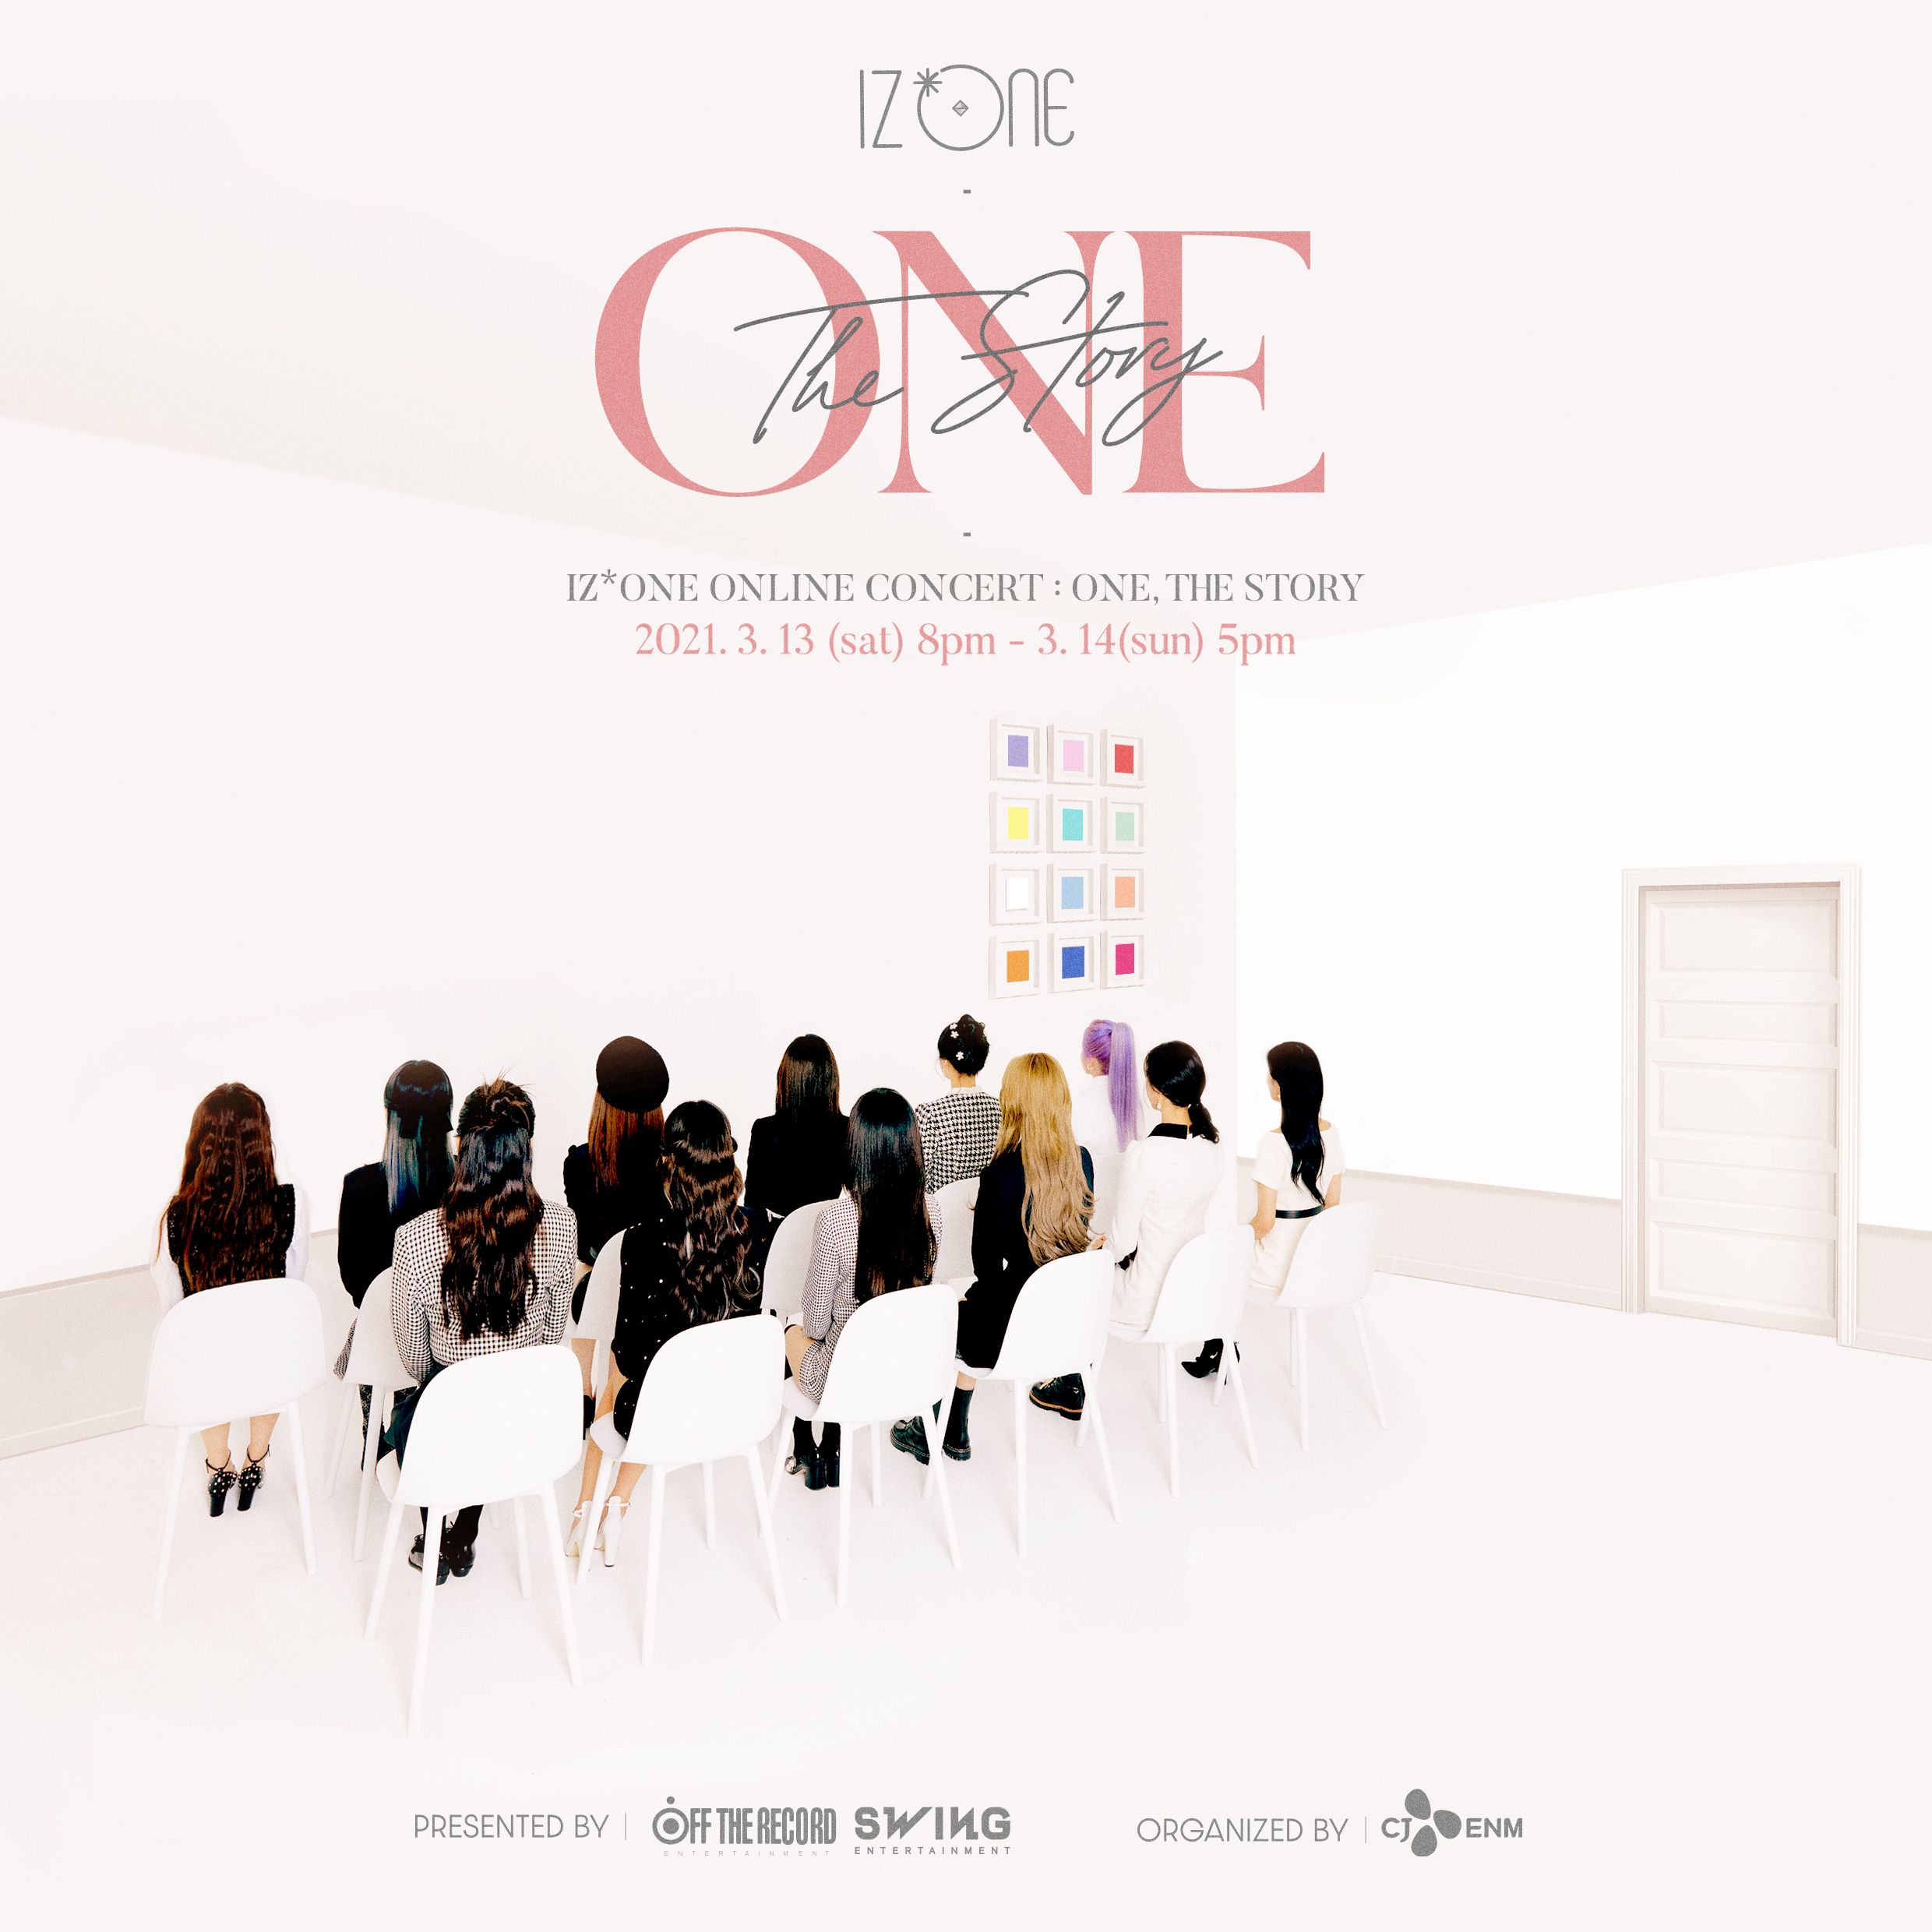 IZ*ONE
-
ONE
The Story
-
IZ*ONE ONLINE CONCERT : ONE, THE STORY
2021. 3. 13 (sat) 8pm - 3. 14(sun) 5pm
PRESENTED BY | OFF THE RECORD ENTERTAINMENT SWING ENTERTAINMENT ORGANIZED BY | CJ ENM